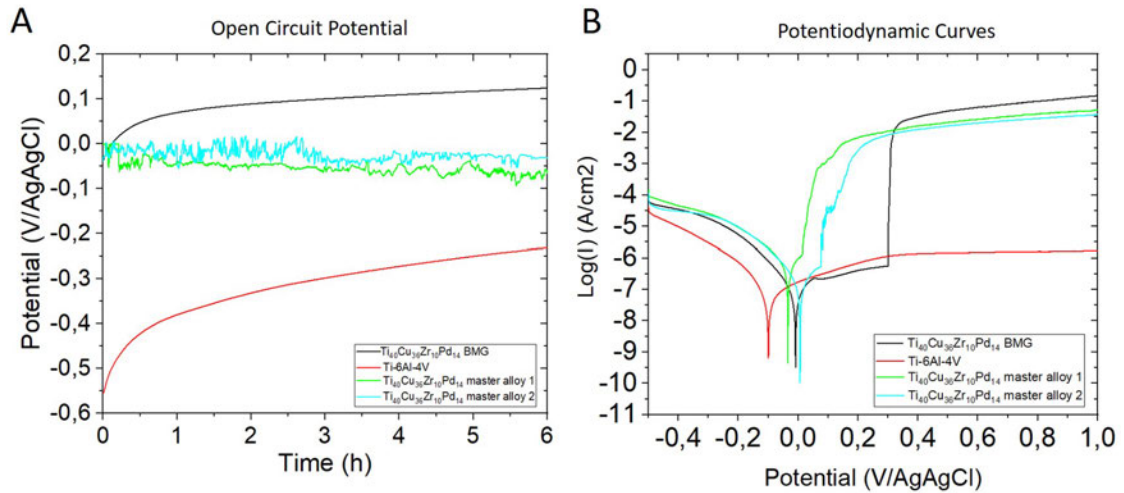 A
Open Circuit Potential
0,2
0,1
0,0
-0,1
-0,2
-0,3
-0,4
-0,5
-0,6
Potential (V/AgAgCl)
Ti40Cu36Zr10Pd14 BMG
Ti-6Al-4V
Ti40Cu36Zr10Pd14 master alloy 1
Ti40Cu36Zr10Pd14 master alloy 2
0 1 2 3 4 5 6
Time (h)
B
Potentiodynamic Curves
0
-1
-2
-3
-4
-5
-6
-7
-8
-9
-10
-11
Log(I) (A/cm2)
Ti40Cu36Zr10Pd14 BMG
Ti-6Al-4V
Ti40Cu36Zr10Pd14 master alloy 1
Ti40Cu36Zr10Pd14 master alloy 2
-0,4 -0,2 0,0 0,2 0,4 0,6 0,8 1,0
Potential (V/AgAgCl)